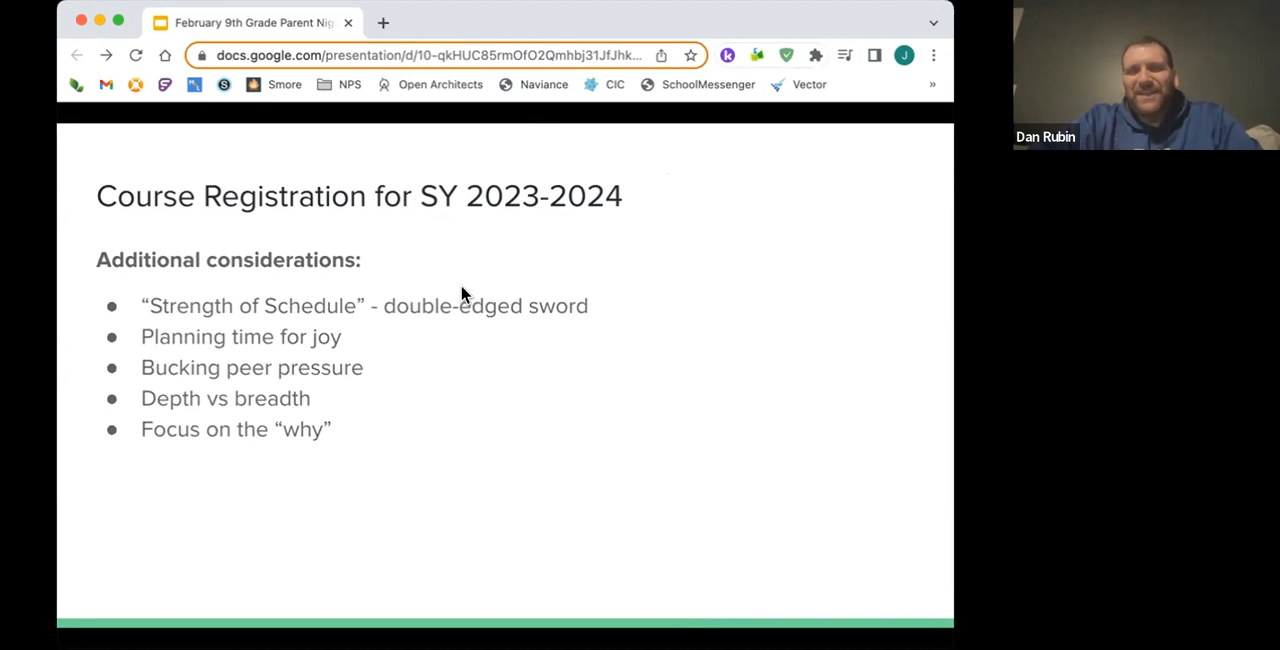 February 9th Grade Parent Nig
docs.google.com/presentation/d/10-qkHUC85rmOfO2Qmhbj31JfJhk...
k
J
S
Smore
NPS
Open Architects
Naviance
CIC
SchoolMessenger
Vector
»
Dan Rubin
Course Registration for SY 2023-2024
Additional considerations:
● “Strength of Schedule” - double-edged sword
● Planning time for joy
● Bucking peer pressure
● Depth vs breadth
● Focus on the “why”